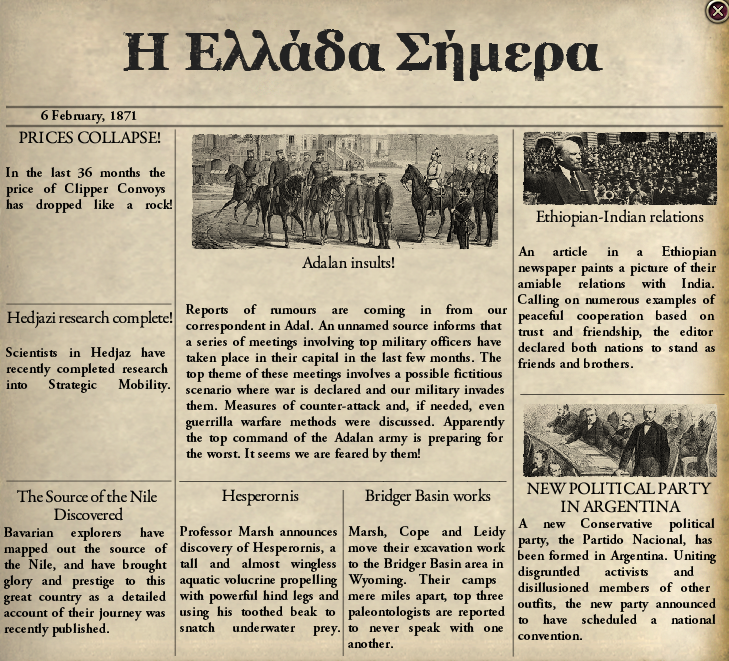 Η Ελλάδα Σήμερα
6 February, 1871
PRICES COLLAPSE!
In the last 36 months the
price of Clipper Convoys
has dropped like a rock!
Hedjazi research complete!
Scientists in Hedjaz have
recently completed research
into Strategic Mobility.
The Source of the Nile
Discovered
Bavarian explorers have
mapped out the source of
the Nile, and have brought
glory and prestige to this
great country as a detailed
account of their journey was
recently published.
Adalan insults!
Reports of rumours are coming in from our
correspondent in Adal. An unnamed source informs that
a series of meetings involving top military officers have
taken place in their capital in the last few months. The
top theme of these meetings involves a possible fictitious
scenario where war is declared and our military invades
them. Measures of counter-attack and, if needed, even
guerrilla warfare methods were discussed. Apparently
the top command of the Adalan army is preparing for
the worst. It seems we are feared by them!
Hesperornis
Professor Marsh announces
discovery of Hesperornis, a
tall and almost wingless
aquatic volucrine propelling
with powerful hind legs and
using his toothed beak to
snatch underwater prey.
Bridger Basin works
Marsh, Cope and Leidy
move their excavation work
to the Bridger Basin area in
Wyoming. Their camps
mere miles apart, top three
paleontologists are reported
to never speak with one
another.
Ethiopian-Indian relations
An article in a Ethiopian
newspaper paints a picture of their
amiable relations with India.
Calling on numerous examples of
peaceful cooperation based on
trust and friendship, the editor
declared both nations to stand as
friends and brothers.
NEW POLITICAL PARTY
IN ARGENTINA
A new Conservative political
party, the Partido Nacional, has
been formed in Argentina. Uniting
disgruntled activists and
disillusioned members of other
outfits, the new party announced
to have scheduled a national
convention.